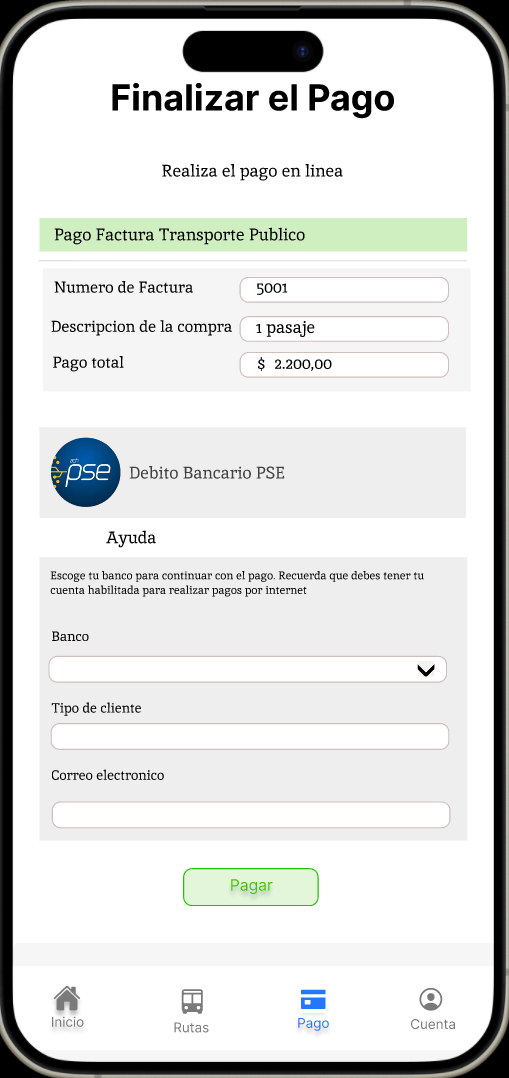 Finalizar el Pago
Realiza el pago en linea
Pago Factura Transporte Publico
Numero de Factura 5001
Descripcion de la compra 1 pasaje
Pago total $ 2.200,00
ach
pse Debito Bancario PSE
Ayuda
Escoge tu banco para continuar con el pago. Recuerda que debes tener tu
cuenta habilitada para realizar pagos por internet
Banco
Tipo de cliente
Correo electronico
Pagar
Inicio Rutas Pago Cuenta